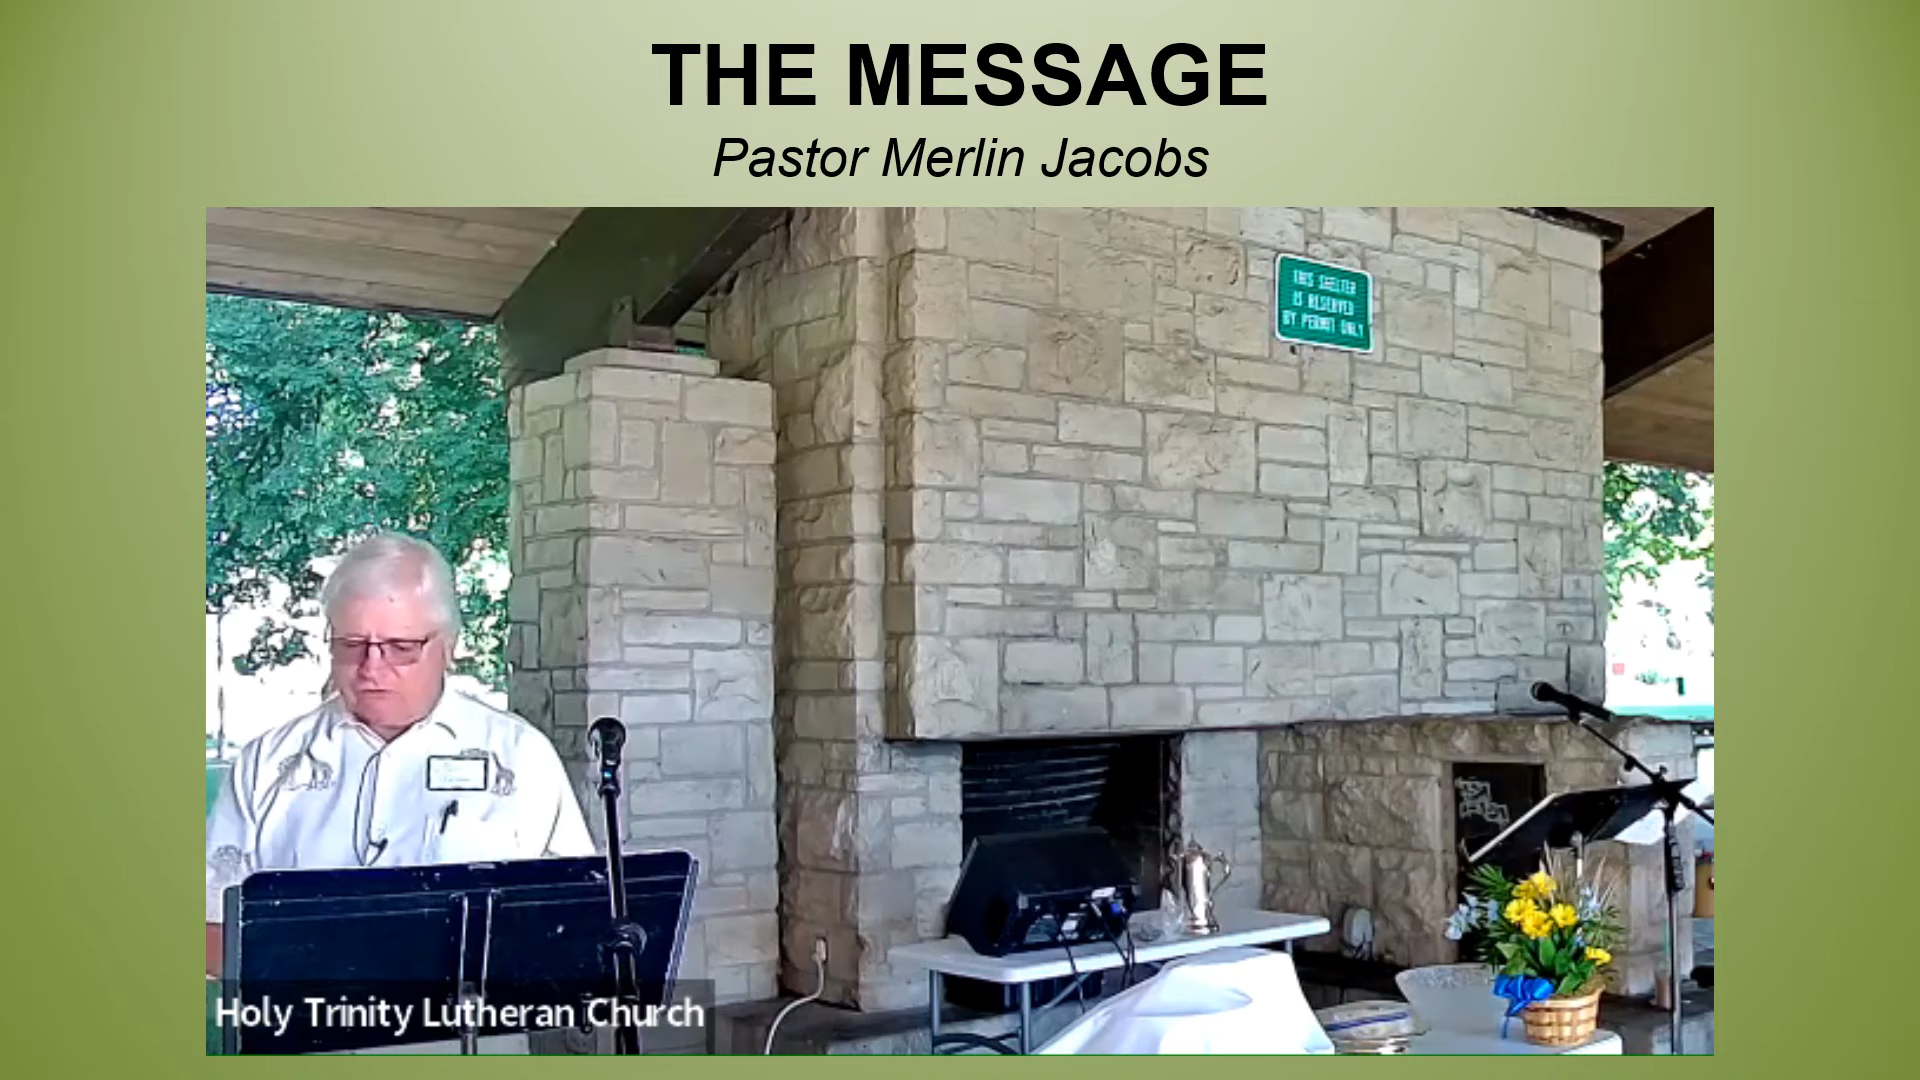 THE MESSAGE
Pastor Merlin Jacobs
THIS SHELTER
IS RESERVED
BY PERMIT ONLY
Holy Trinity Lutheran Church